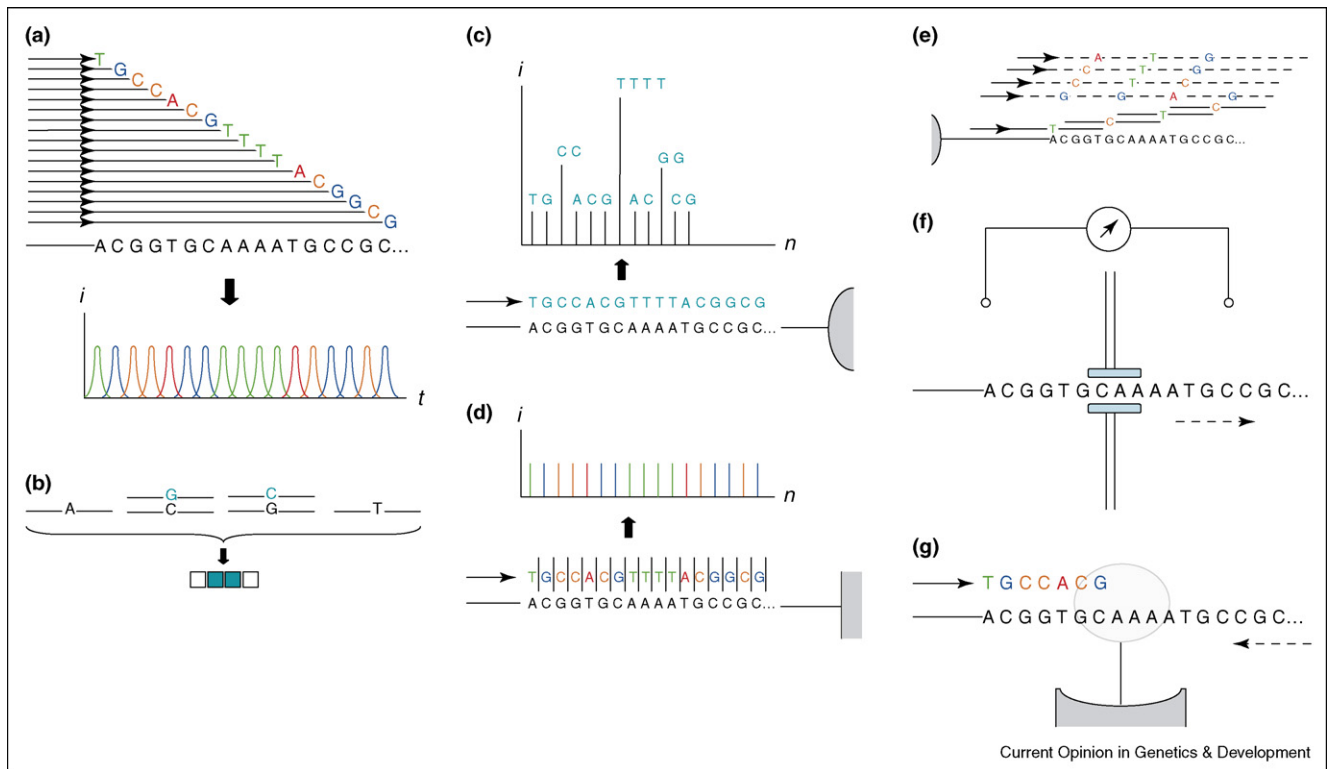 (a)
T
G
C
C
A
C
G
T
T
T
T
A
C
G
G
C
G
ACGGTGCAAAATGCCGC...
i
t
(b)
G C
A C G T
(c)
i
TTTT
CC GG
TG ACG AC CG
n
TGCCACGTTTTACGGCG
ACGGTGCAAAATGCCGC...
(d)
i
n
TGCCACGTTTTACGGCG
ACGGTGCAAAATGCCGC...
(e)
A T G
C T G
C T C
G G A G
T C T C
ACGGTGCAAAATGCCGC...
(f)
ACGGTGCAAAATGCCGC...
(g)
TGCCACG
ACGGTGCAAAATGCCGC...
Current Opinion in Genetics & Development